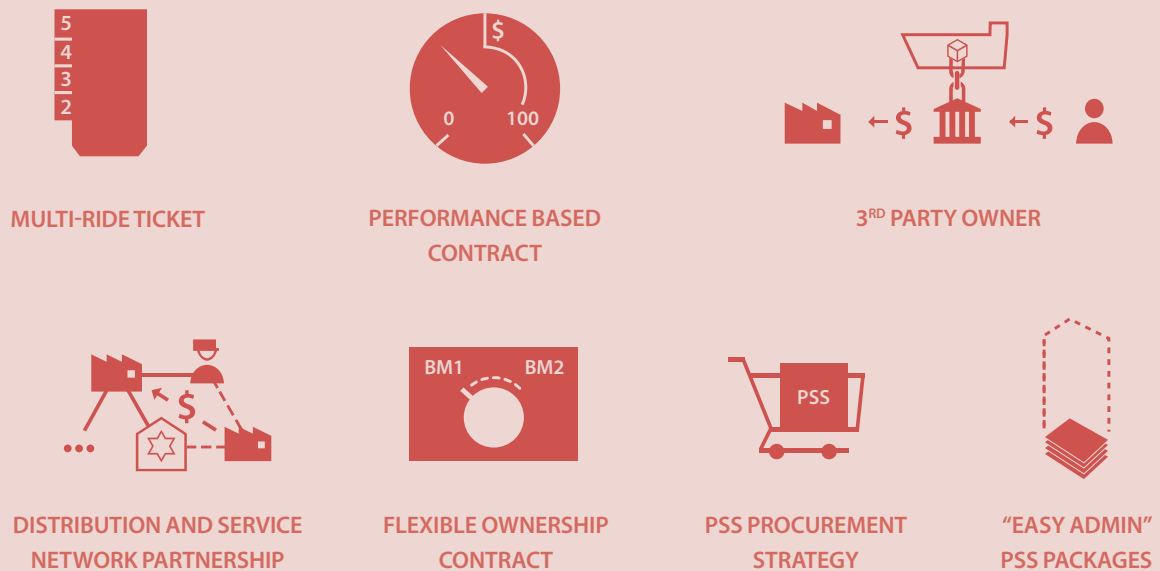 5
4
3
2
$
0 100
$ $
MULTI-RIDE TICKET
PERFORMANCE BASED
CONTRACT
3RD PARTY OWNER
$
BM1 BM2
PSS
DISTRIBUTION AND SERVICE
NETWORK PARTNERSHIP
FLEXIBLE OWNERSHIP
CONTRACT
PSS PROCUREMENT
STRATEGY
“EASY ADMIN”
PSS PACKAGES